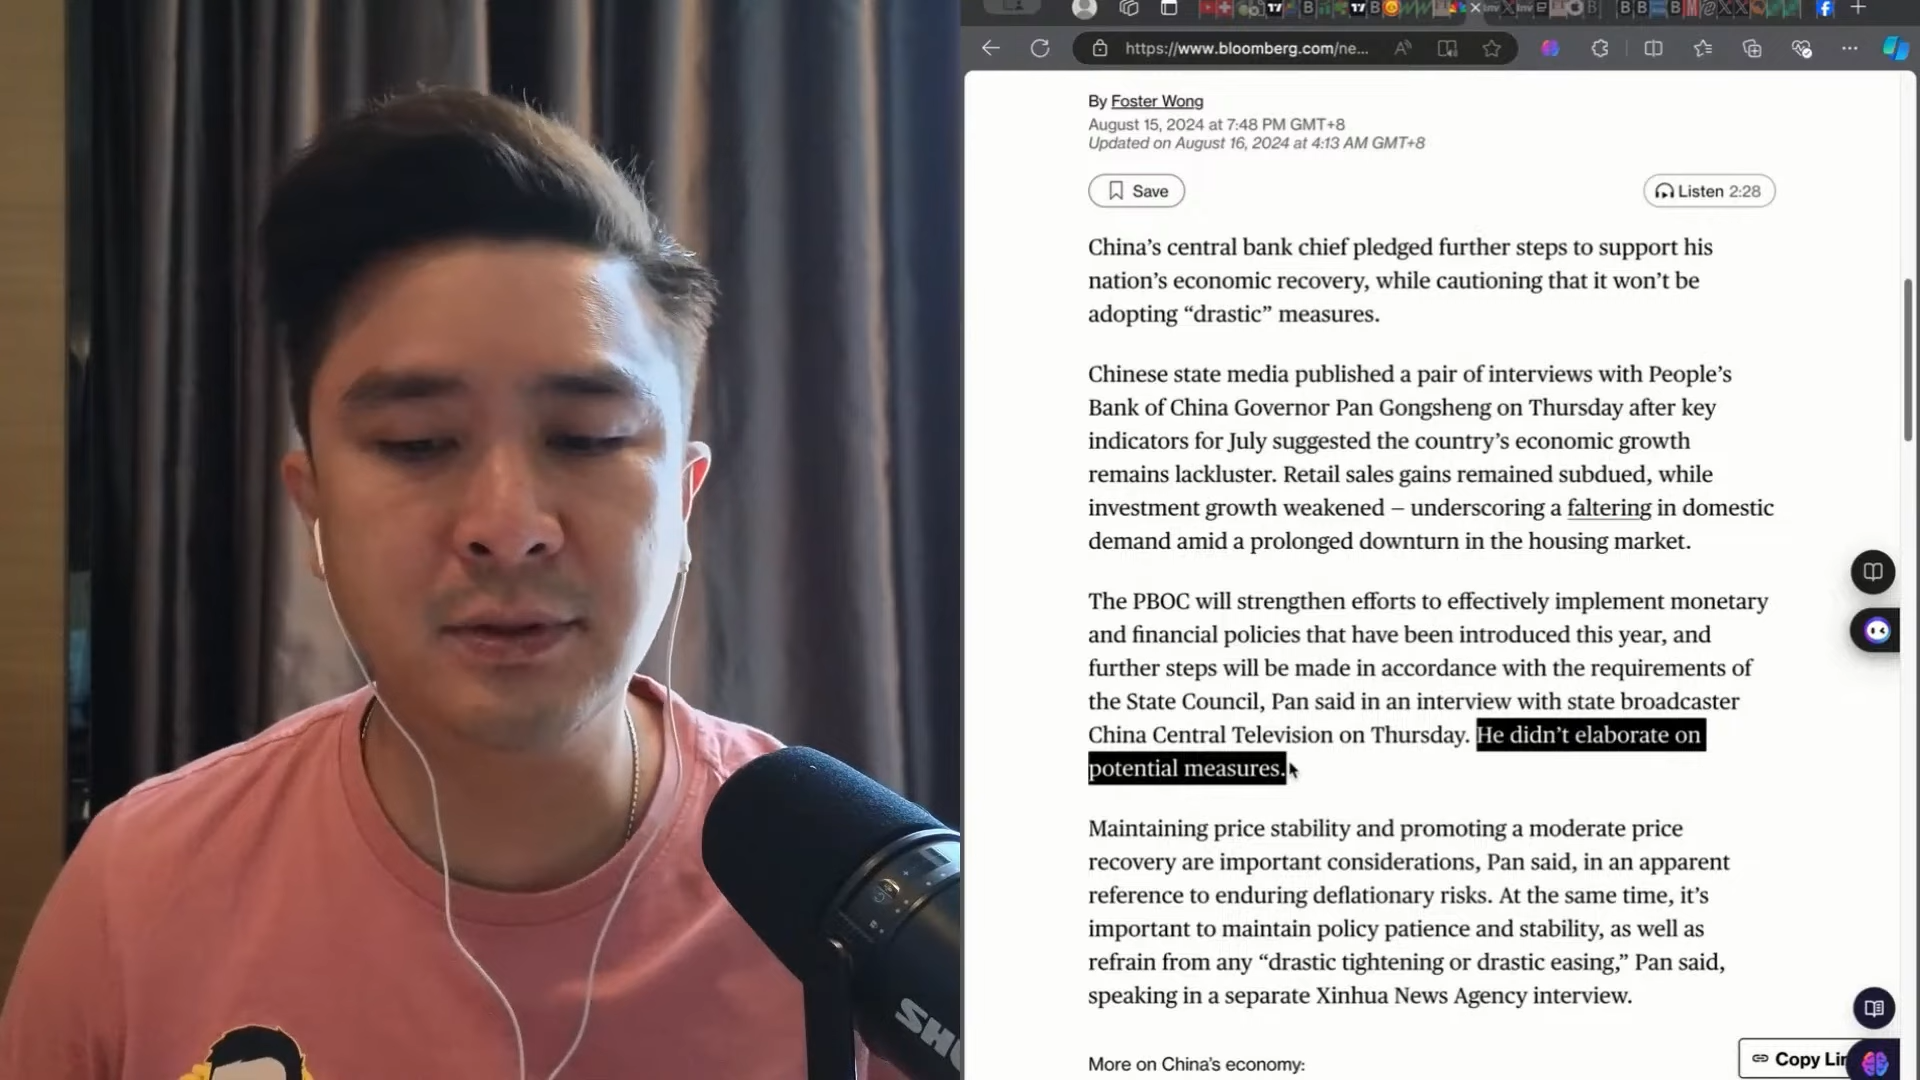 https://www.bloomberg.com/ne...
By Foster Wong
August 15, 2024 at 7:48 PM GMT+8
Updated on August 16, 2024 at 4:13 AM GMT+8
Save
Listen 2:28
China’s central bank chief pledged further steps to support his
nation’s economic recovery, while cautioning that it won’t be
adopting “drastic” measures.
Chinese state media published a pair of interviews with People’s
Bank of China Governor Pan Gongsheng on Thursday after key
indicators for July suggested the country’s economic growth
remains lackluster. Retail sales gains remained subdued, while
investment growth weakened – underscoring a faltering in domestic
demand amid a prolonged downturn in the housing market.
The PBOC will strengthen efforts to effectively implement monetary
and financial policies that have been introduced this year, and
further steps will be made in accordance with the requirements of
the State Council, Pan said in an interview with state broadcaster
China Central Television on Thursday. He didn’t elaborate on
potential measures.
Maintaining price stability and promoting a moderate price
recovery are important considerations, Pan said, in an apparent
reference to enduring deflationary risks. At the same time, it’s
important to maintain policy patience and stability, as well as
refrain from any “drastic tightening or drastic easing,” Pan said,
speaking in a separate Xinhua News Agency interview.
SHU
Copy Lin
More on China’s economy: